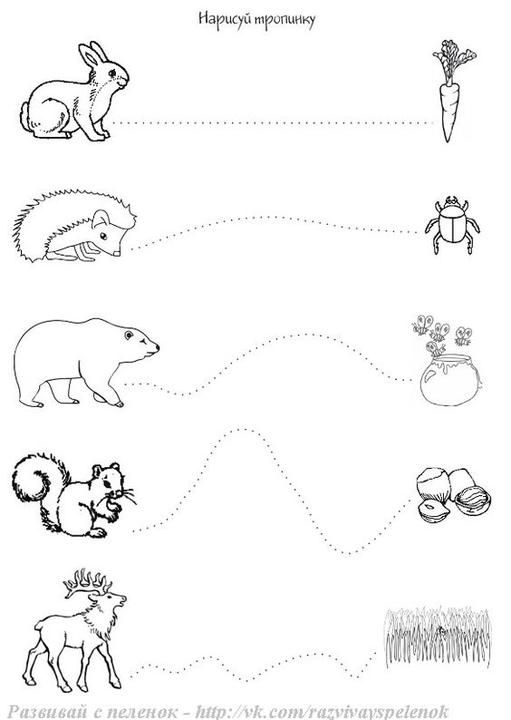 Нарисуй тропинку
Развивай с пеленок - http://vk.com/razvivayspelenok